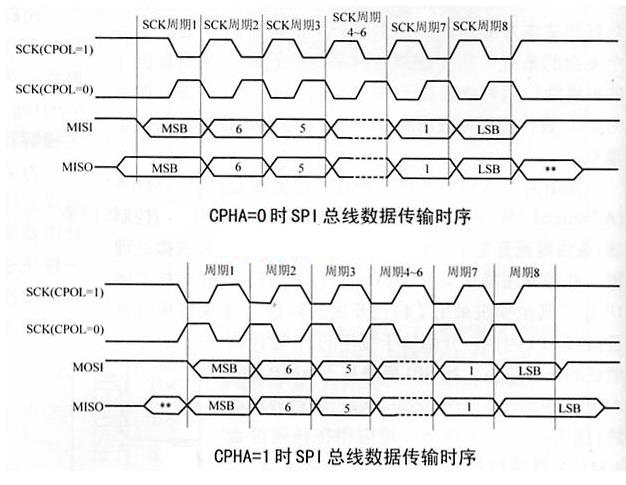 SCK周期1 SCK周期2 SCK周期3 SCK周期4~6 SCK周期7 SCK周期8
SCK(CPOL=1)
SCK(CPOL=0)
MISI MSB 6 5 1 LSB
MISO MSB 6 5 1 LSB **
CPHA=0时SPI总线数据传输时序
周期1 周期2 周期3 周期4~6 周期7 周期8
SCK(CPOL=1)
SCK(CPOL=0)
MOSI MSB 6 5 1 LSB
MISO ** MSB 6 5 1 LSB
CPHA=1时SPI总线数据传输时序